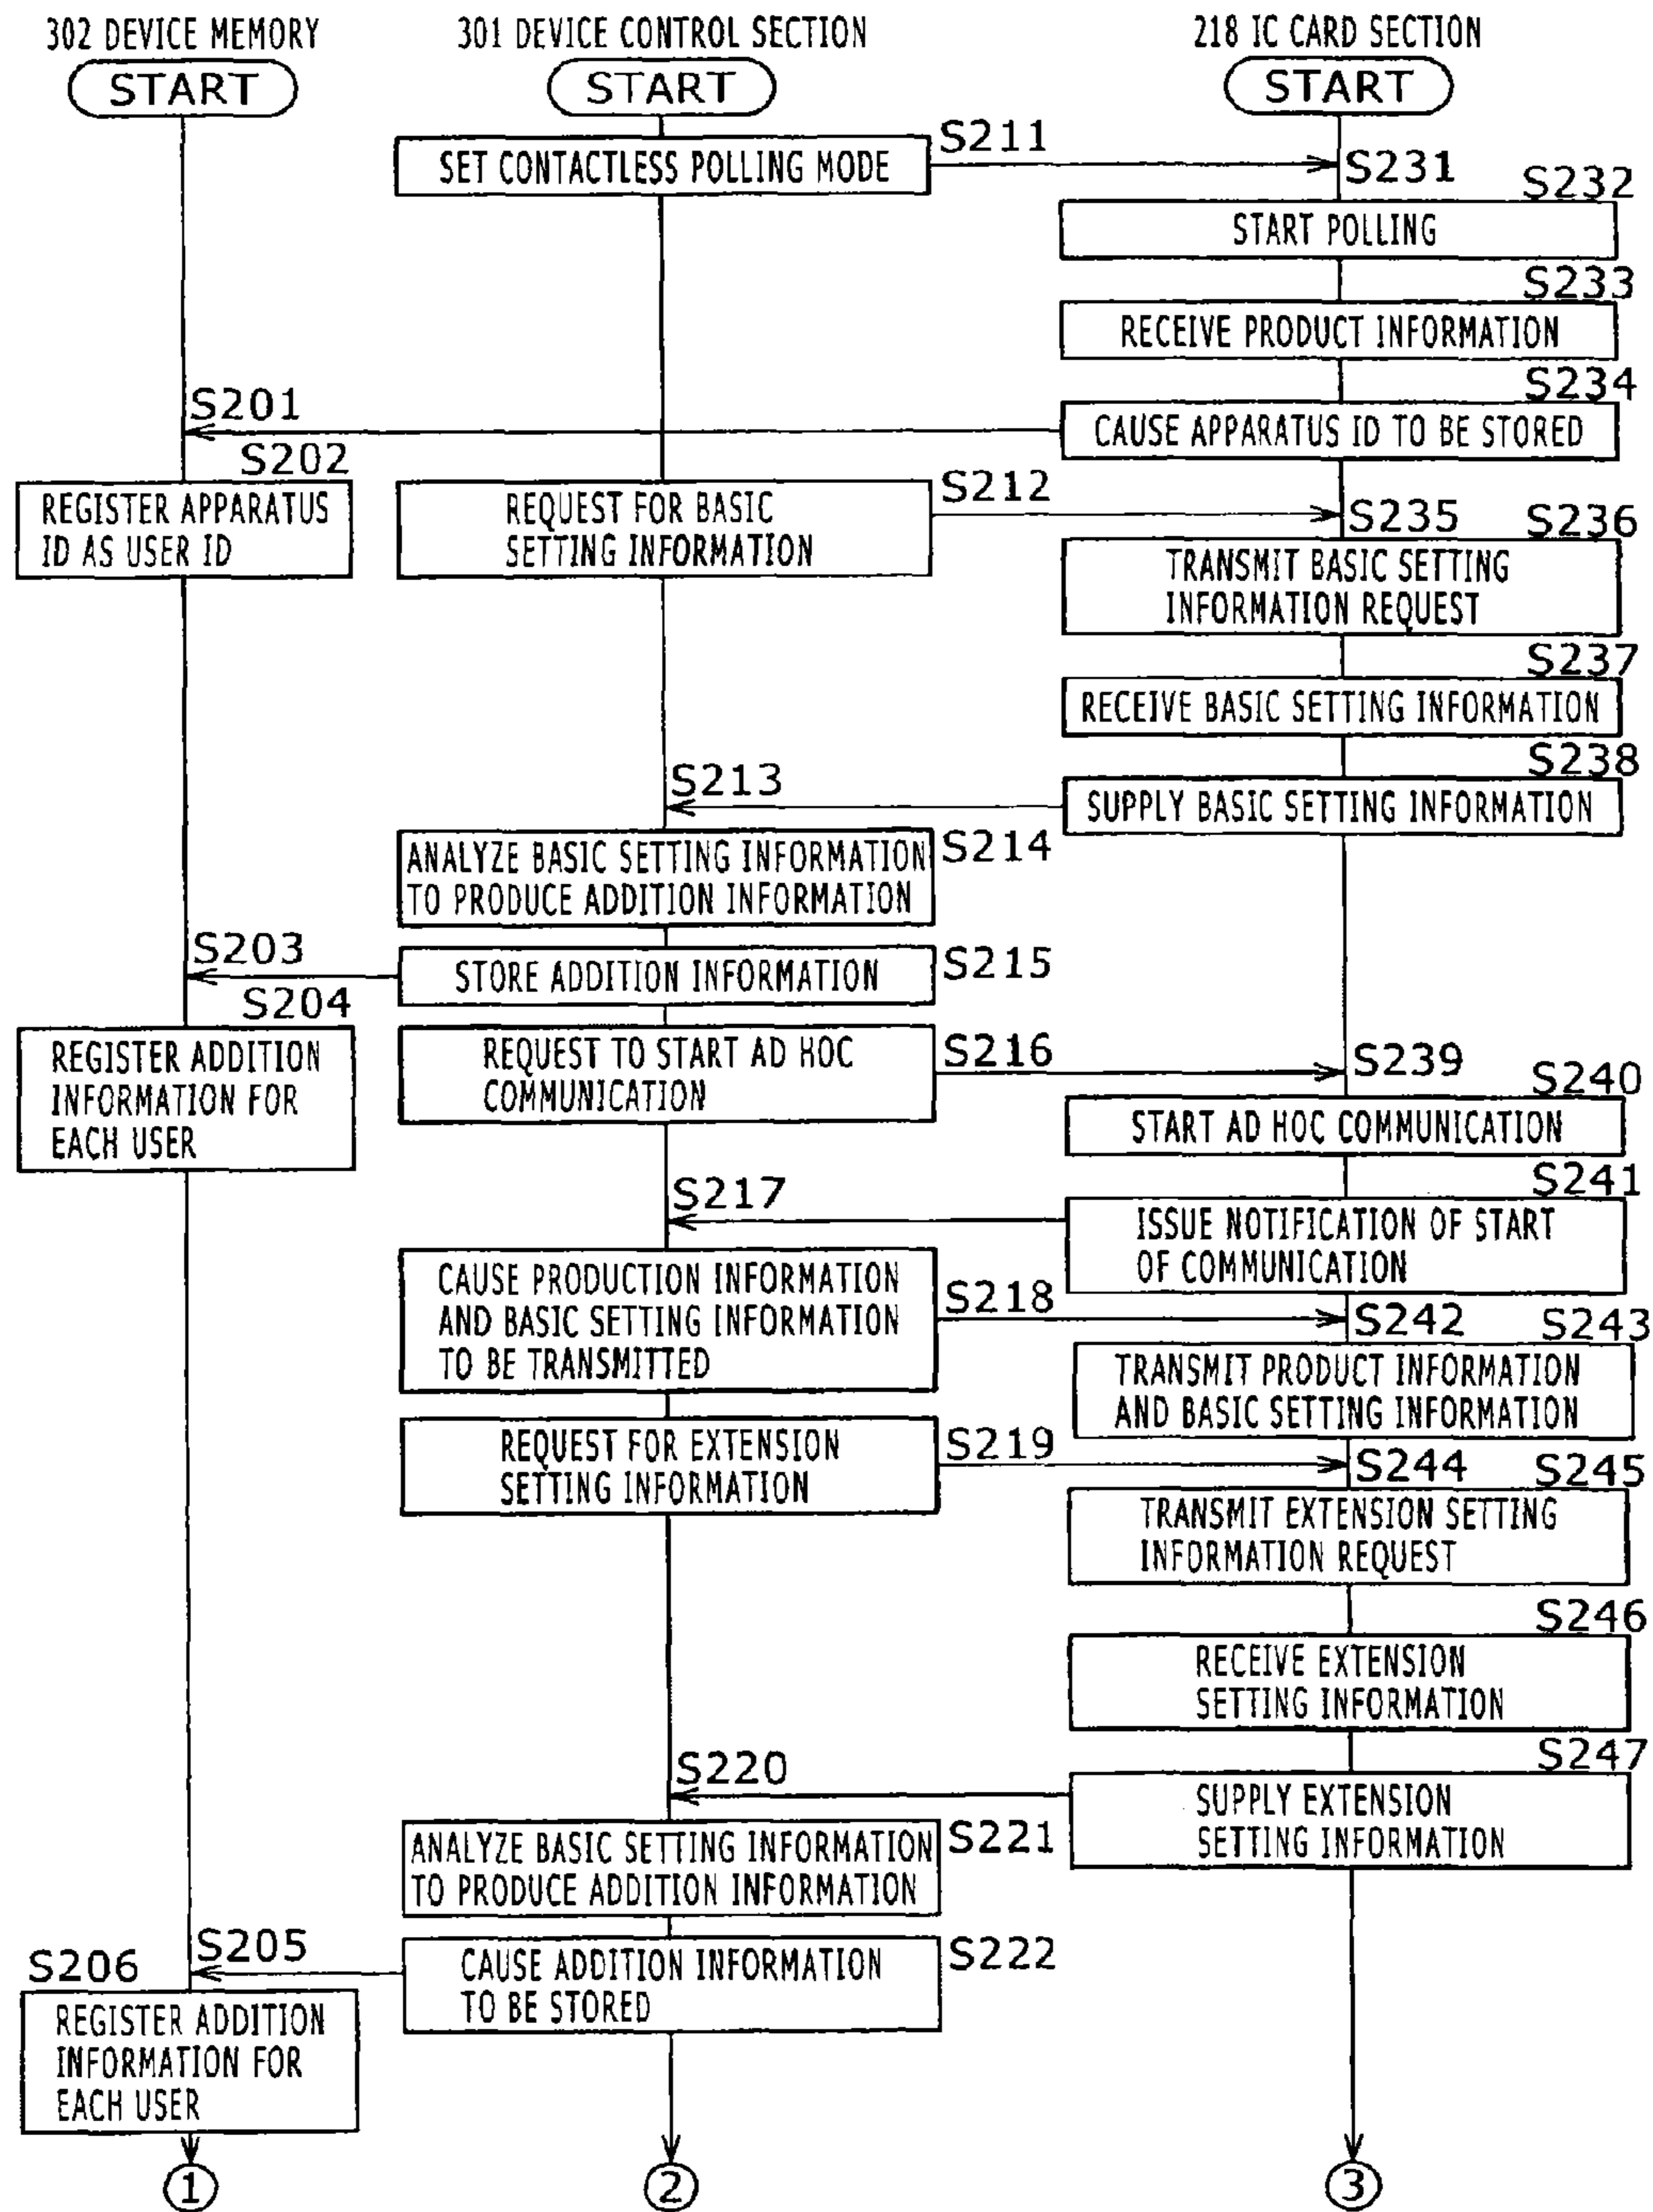 302 DEVICE MEMORY
301 DEVICE CONTROL SECTION
218 IC CARD SECTION
START
START
START
SET CONTACTLESS POLLING MODE
S211
S231
S232
START POLLING
S233
RECEIVE PRODUCT INFORMATION
S234
S201
CAUSE APPARATUS ID TO BE STORED
S202
REGISTER APPARATUS
ID AS USER ID
REQUEST FOR BASIC
SETTING INFORMATION
S212
S235
S236
TRANSMIT BASIC SETTING
INFORMATION REQUEST
S237
RECEIVE BASIC SETTING INFORMATION
S238
S213
SUPPLY BASIC SETTING INFORMATION
ANALYZE BASIC SETTING INFORMATION
TO PRODUCE ADDITION INFORMATION
S214
S203
STORE ADDITION INFORMATION
S215
S204
REGISTER ADDITION
INFORMATION FOR
EACH USER
REQUEST TO START AD HOC
COMMUNICATION
S216
S239
S240
START AD HOC COMMUNICATION
S241
S217
ISSUE NOTIFICATION OF START
OF COMMUNICATION
CAUSE PRODUCTION INFORMATION
AND BASIC SETTING INFORMATION
TO BE TRANSMITTED
S218
S242
S243
TRANSMIT PRODUCT INFORMATION
AND BASIC SETTING INFORMATION
REQUEST FOR EXTENSION
SETTING INFORMATION
S219
S244
S245
TRANSMIT EXTENSION SETTING
INFORMATION REQUEST
S246
RECEIVE EXTENSION
SETTING INFORMATION
S247
S220
SUPPLY EXTENSION
SETTING INFORMATION
ANALYZE BASIC SETTING INFORMATION
TO PRODUCE ADDITION INFORMATION
S221
S205
CAUSE ADDITION INFORMATION
TO BE STORED
S222
S206
REGISTER ADDITION
INFORMATION FOR
EACH USER
1
2
3